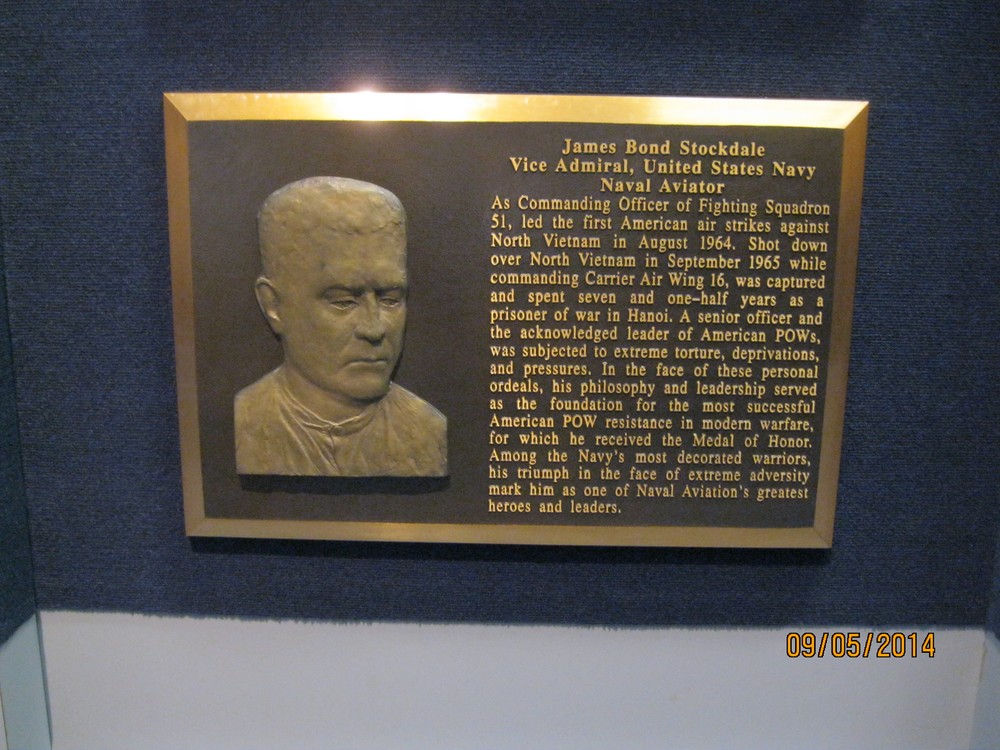 James Bond Stockdale
Vice Admiral, United States Navy
Naval Aviator
As Commanding Officer of Fighting Squadron
51, led the first American air strikes against
North Vietnam in August 1964. Shot down
over North Vietnam in September 1965 while
commanding Carrier Air Wing 16, was captured
and spent seven and one-half years as a
prisoner of war in Hanoi. A senior officer and
the acknowledged leader of American POWs,
was subjected to extreme torture, deprivations,
and pressures. In the face of these personal
ordeals, his philosophy and leadership served
as the foundation for the most successful
American POW resistance in modern warfare,
for which he received the Medal of Honor.
Among the Navy's most decorated warriors,
his triumph in the face of extreme adversity
mark him as one of Naval Aviation's greatest
heroes and leaders.
09/05/2014